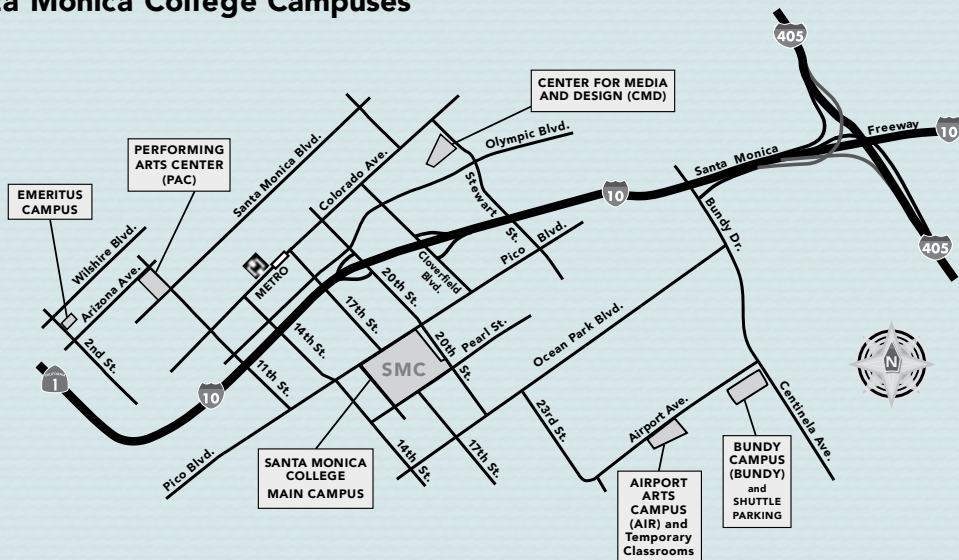 ta Monica College Campuses
405
CENTER FOR MEDIA
AND DESIGN (CMD)
Freeway
10
Olympic Blvd.
PERFORMING
ARTS CENTER
(PAC)
Santa Monica Blvd.
Colorado Ave.
Santa Monica
EMERITUS
CAMPUS
Stewart St.
10
Bundy Dr.
Wilshire Blvd.
Pico Blvd.
405
Arizona Ave.
METRO
Cloverfield
Blvd.
20th St.
17th St.
2nd St.
14th St.
20th St.
Pearl St.
Ocean Park Blvd.
SMC
N
CALIFORNIA
1
10
11th St.
23rd St.
Airport Ave.
Centinela Ave.
Pico Blvd.
14th St.
17th St.
SANTA MONICA
COLLEGE
MAIN CAMPUS
BUNDY
CAMPUS
(BUNDY)
and
SHUTTLE
PARKING
AIRPORT
ARTS
CAMPUS
(AIR) and
Temporary
Classrooms